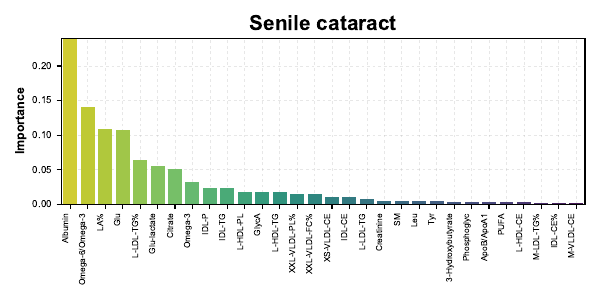 Senile cataract
Importance
0.20
0.15
0.10
0.05
0.00
Albumin
Omega-6/Omega-3
LA%
Glu
L-LDL-TG%
Glu-lactate
Citrate
Omega-3
IDL-P
IDL-TG
L-HDL-PL
GlycA
L-HDL-TG
XXL-VLDL-PL%
XXL-VLDL-FC%
XS-VLDL-CE
IDL-CE
L-LDL-TG
Creatinine
SM
Leu
Tyr
3-Hydroxybutyrate
Phosphoglyc
ApoB/ApoA1
PUFA
L-HDL-CE
M-LDL-TG%
IDL-CE%
M-VLDL-CE